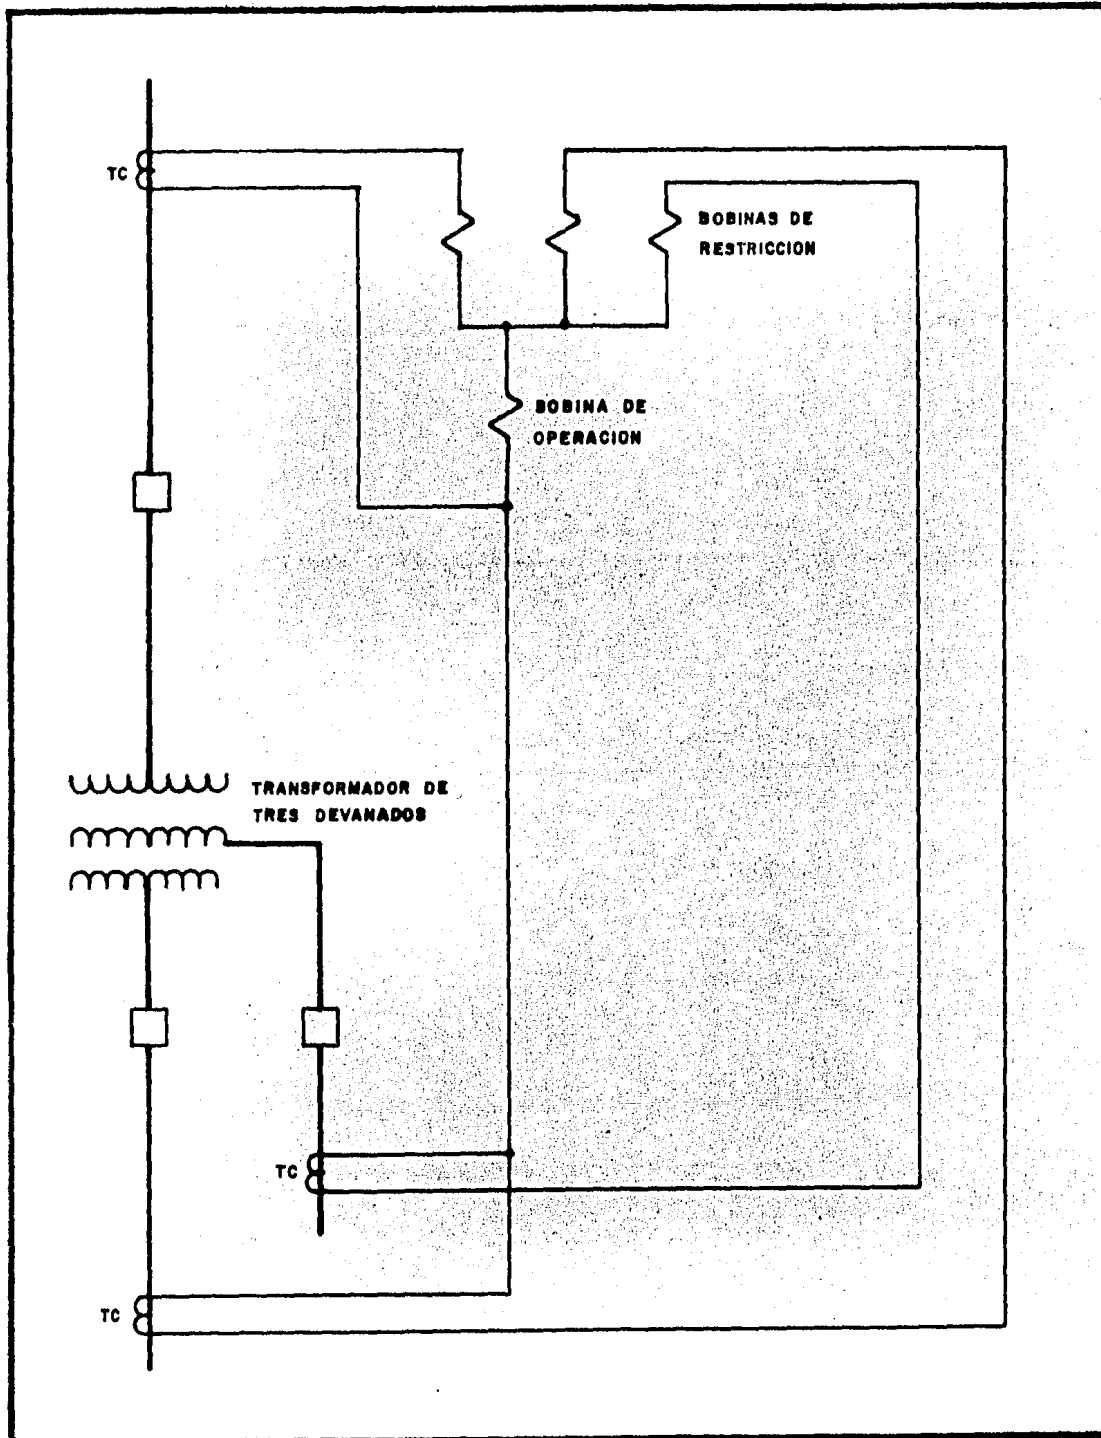 TC
BOBINAS DE
RESTRICCION
BOBINA DE
OPERACION
TRANSFORMADOR DE
TRES DEVANADOS
TC
TC